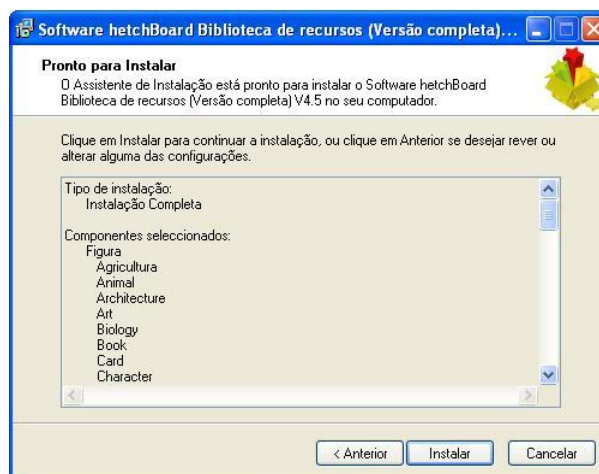 Software hetchBoard Biblioteca de recursos (Versão completa)...
Pronto para Instalar
O Assistente de Instalação está pronto para instalar o Software hetchBoard
Biblioteca de recursos (Versão completa) V4.5 no seu computador.
Clique em Instalar para continuar a instalação, ou clique em Anterior se desejar rever ou
alterar alguma das configurações.
Tipo de instalação:
Instalação Completa
Componentes seleccionados:
Figura
Agricultura
Animal
Architecture
Art
Biology
Book
Card
Character
< Anterior
Instalar
Cancelar